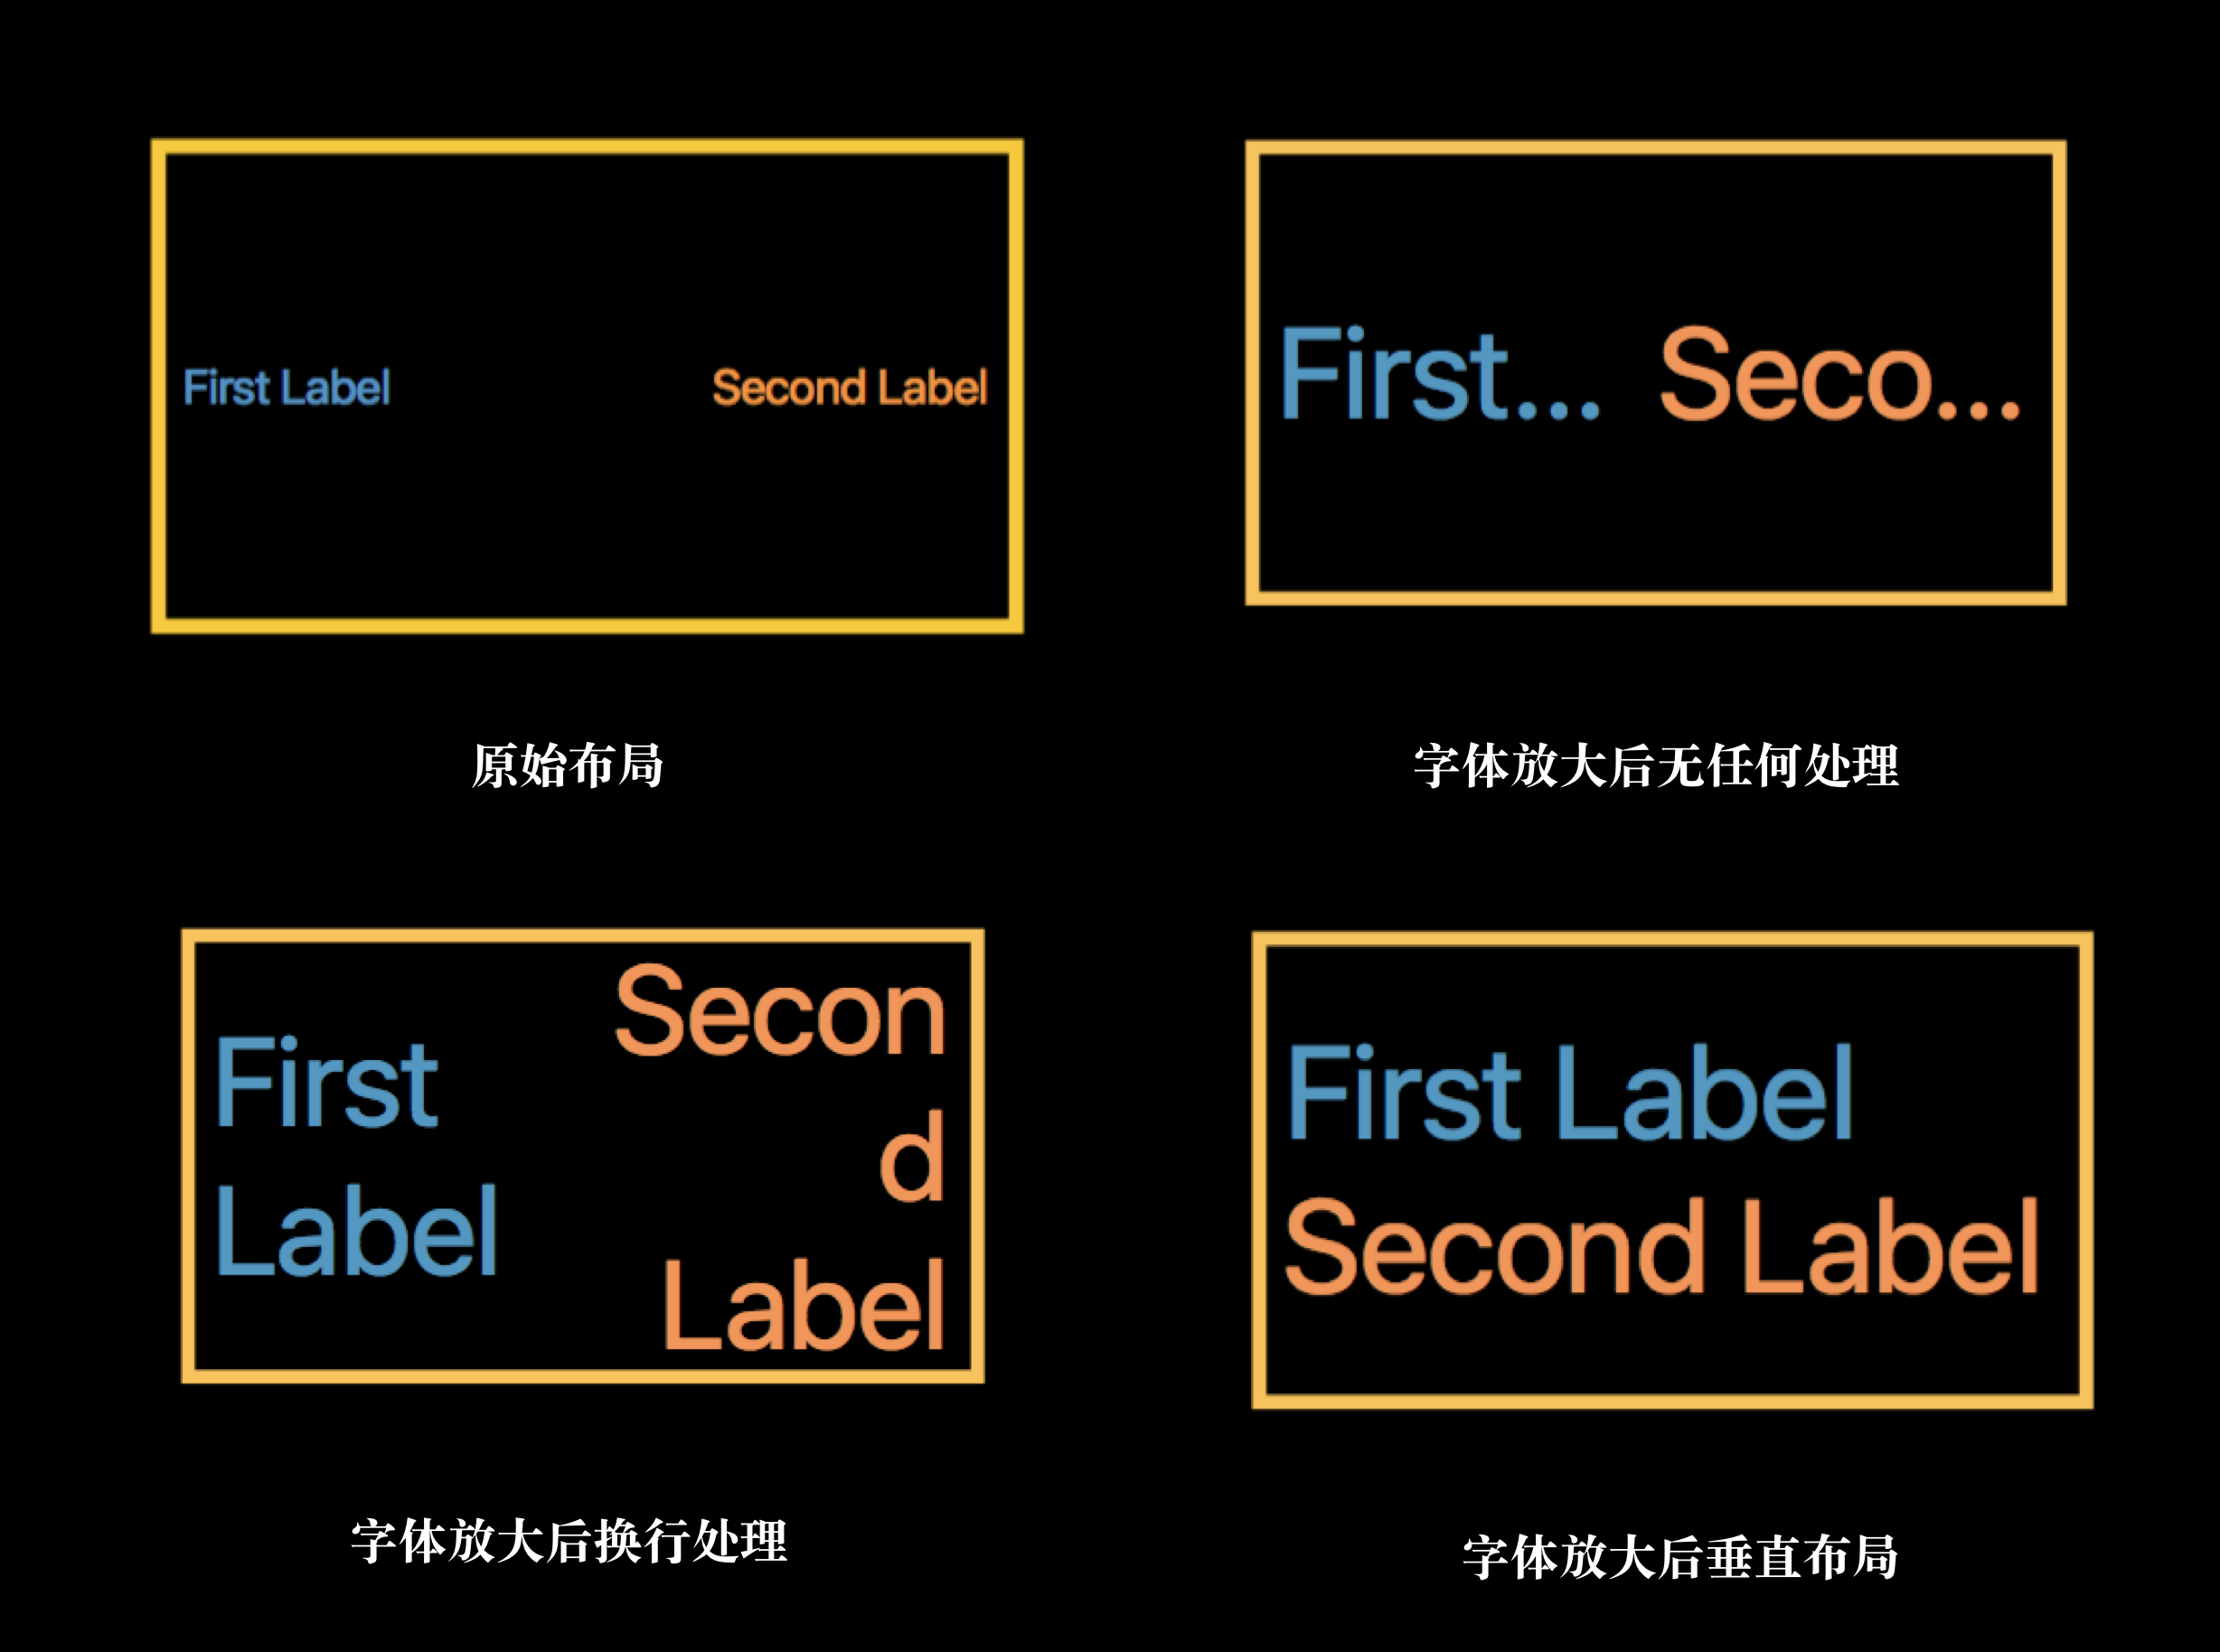 First Label
Second Label
First...
Seco...
原始布局
字体放大后无任何处理
First
Label
Secon
d
Label
First Label
Second Label
字体放大后换行处理
字体放大后垂直布局